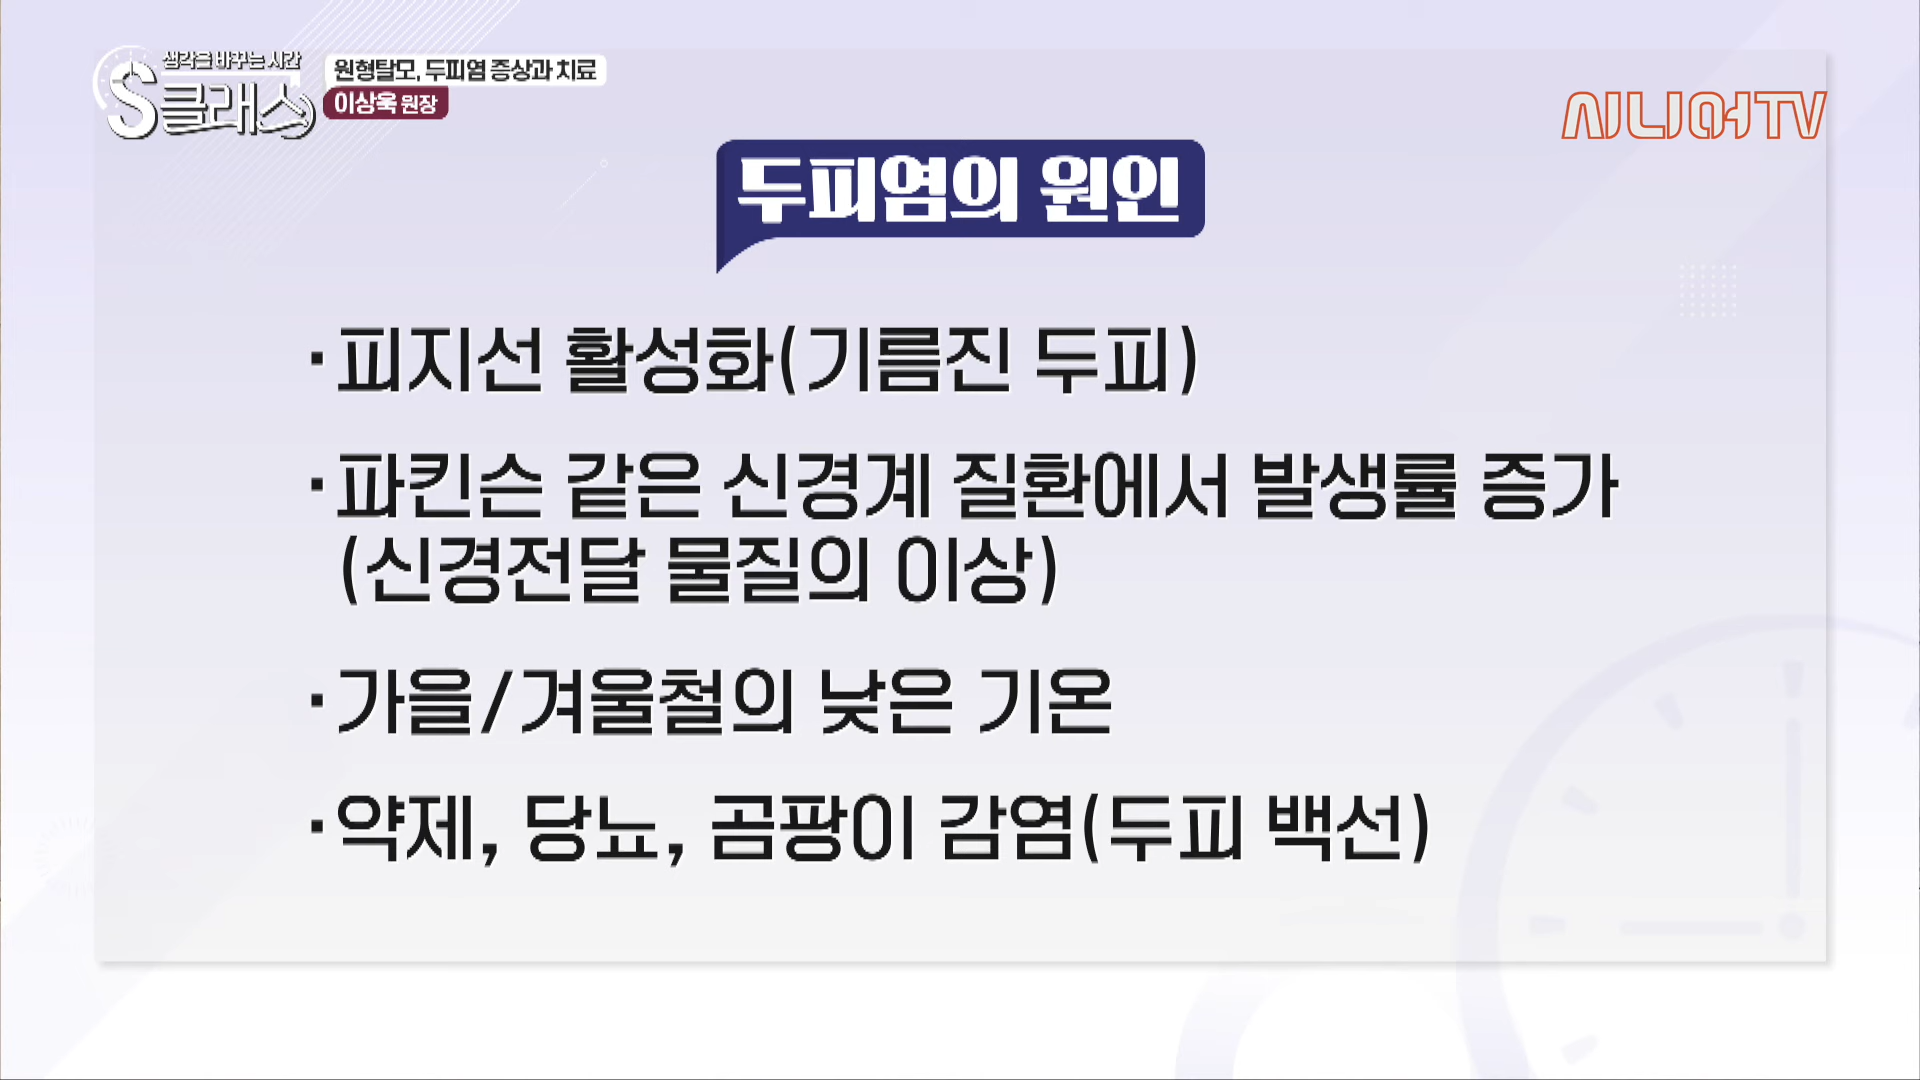 생각을 바꾸는 시간
S클래스
원형탈모, 두피염 증상과 치료
이상욱 원장
시니어TV
두피염의 원인
·피지선 활성화(기름진 두피)
·파킨슨 같은 신경계 질환에서 발생률 증가
(신경전달 물질의 이상)
·가을/겨울철의 낮은 기온
·약제, 당뇨, 곰팡이 감염(두피 백선)